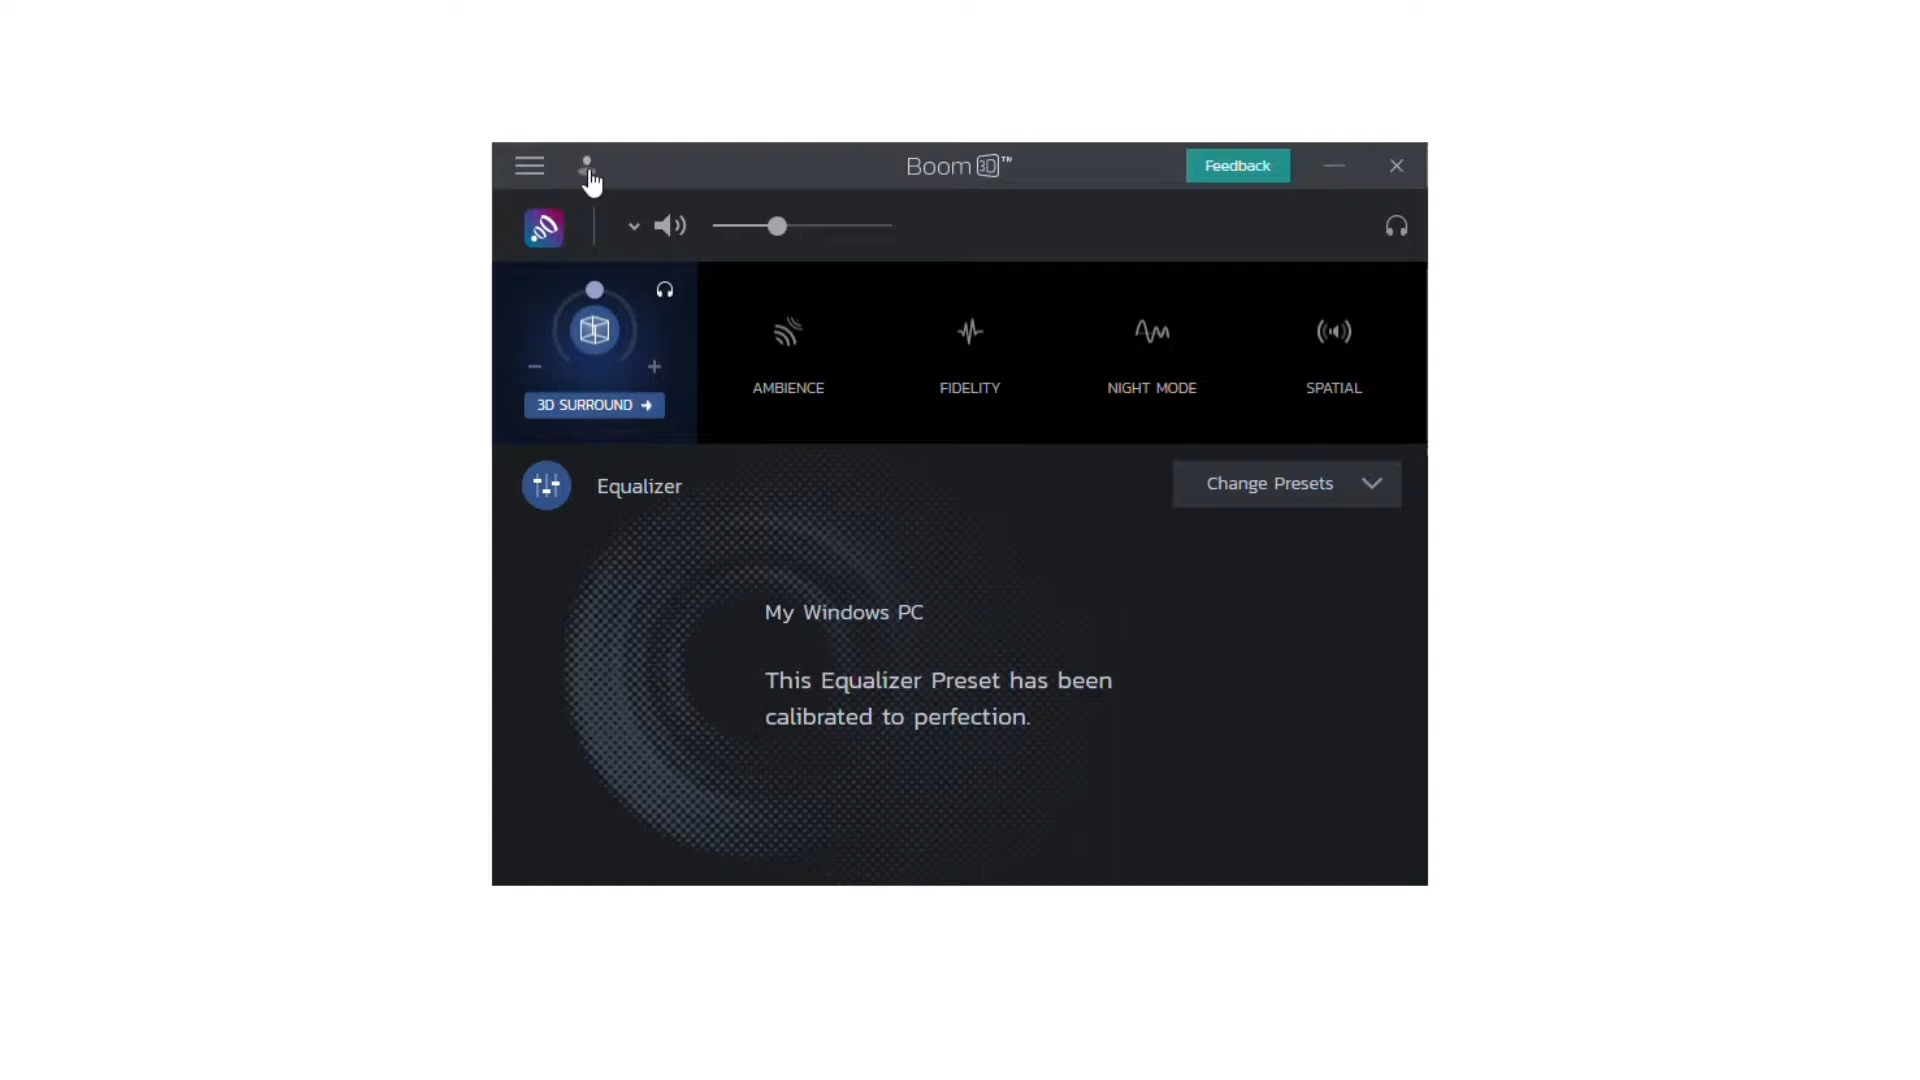 Boom 3D™
Feedback
3D SURROUND
AMBIENCE
FIDELITY
NIGHT MODE
SPATIAL
Equalizer
Change Presets
My Windows PC
This Equalizer Preset has been
calibrated to perfection.